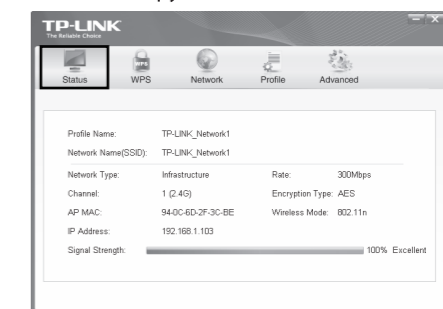 TP-LINK
The Reliable Choice
WPS
Status WPS Network Profile Advanced
Profile Name: TP-LINK_Network1
Network Name(SSID): TP-LINK_Network1
Network Type: Infrastructure Rate: 300Mbps
Channel: 1 (2.4G) Encryption Type: AES
AP MAC: 94-0C-6D-2F-3C-BE Wireless Mode: 802.11n
IP Address: 192.168.1.103
Signal Strength: 100% Excellent